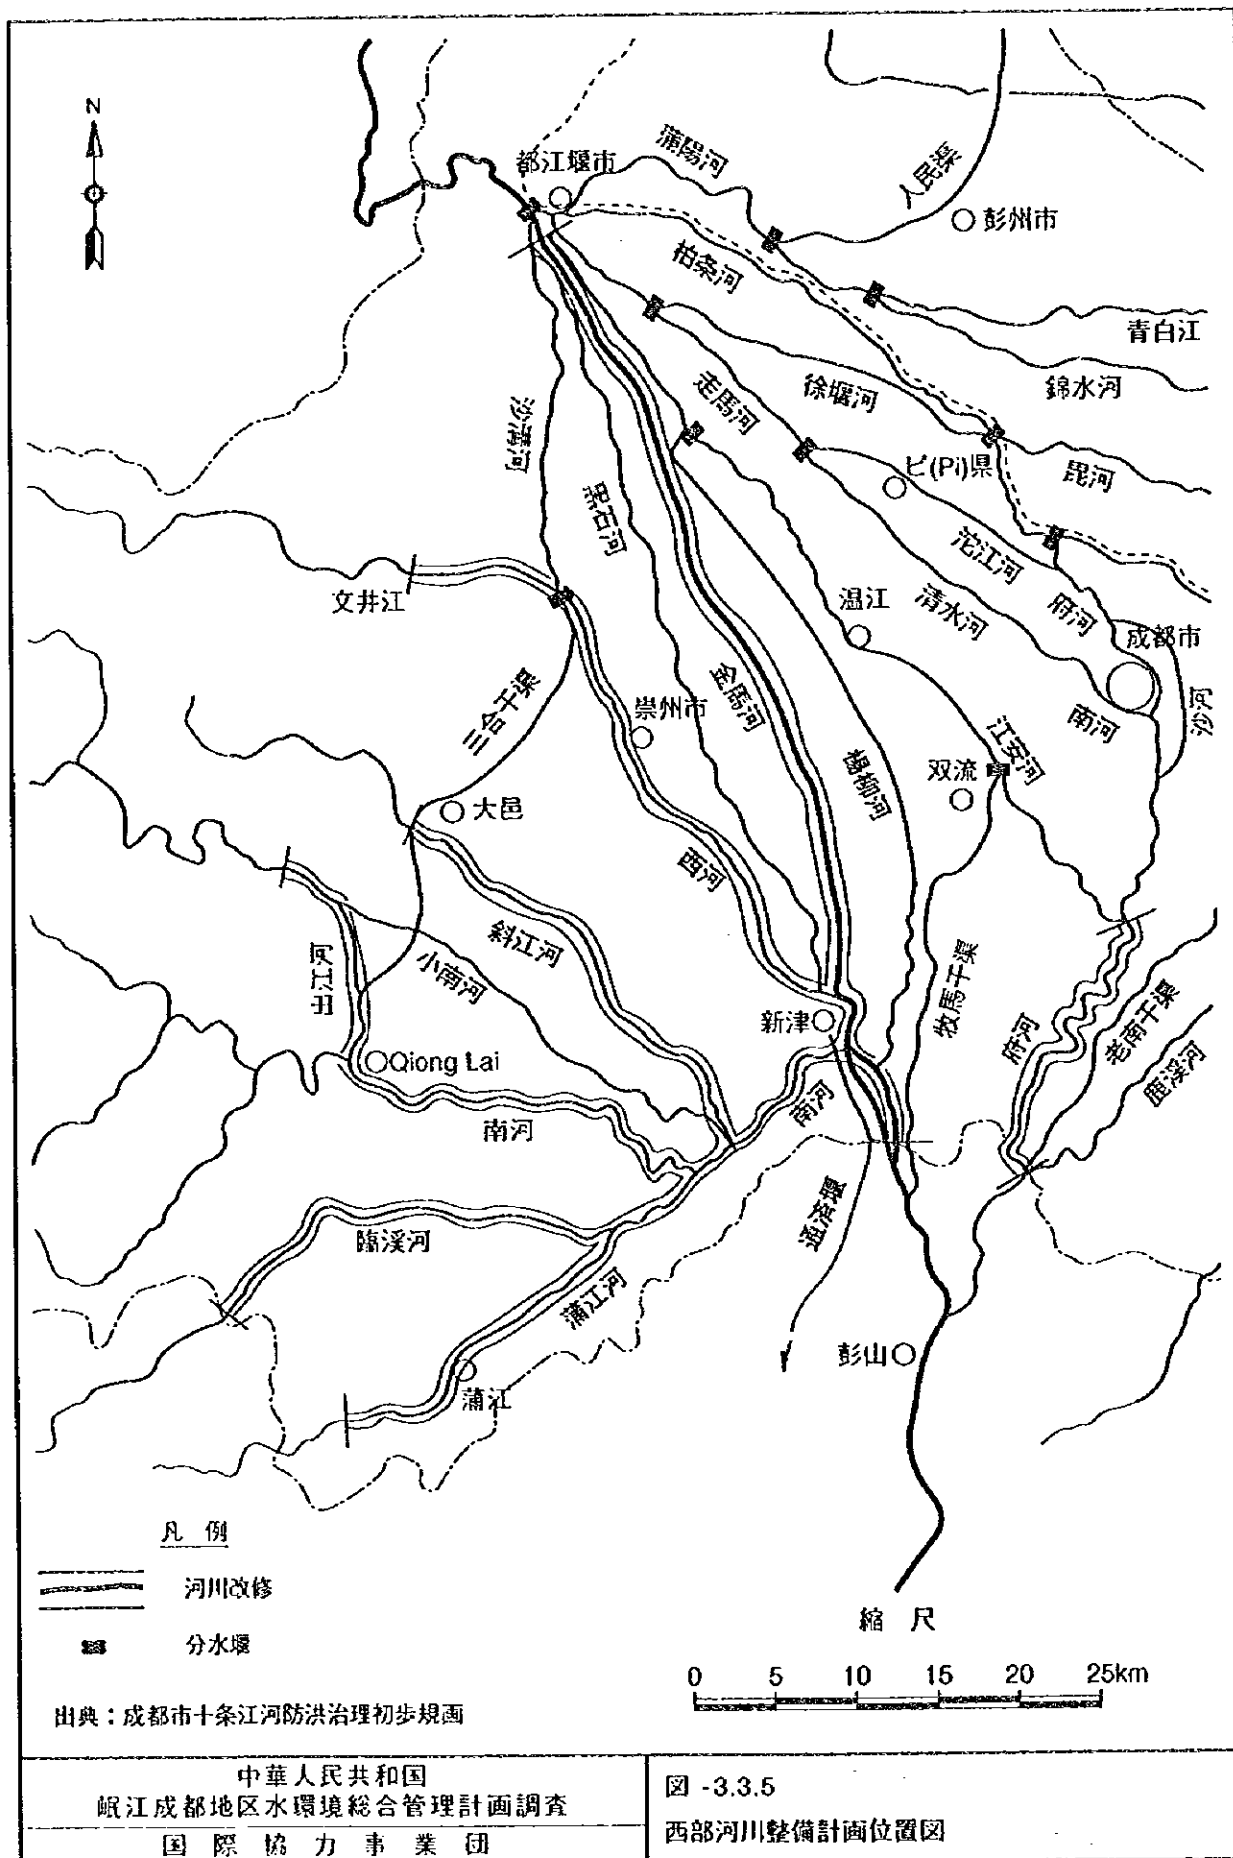 N
都江堰市
蒲陽河
人民渠
彭州市
柏条河
青白江
錦水河
徐堰河
走馬河
沙溝河
黒石河
ピ(Pi)県
毘河
沱江河
清水河
府河
成都市
温江
文井江
金馬河
崇州市
三合干渠
南河
沙河
江安河
楊柳河
双流
大邑
西河
斜江河
小南河
牧馬干渠
新津
府河
老南干渠
鹿溪河
Qiong Lai
南河
南河
通済堰
臨渓河
蒲江河
彭山
蒲江
凡 例
河川改修
分水堰
縮 尺
0 5 10 15 20 25km
出典：成都市十条江河防洪治理初歩規画
中華人民共和国
岷江成都地区水環境総合管理計画調査
国 際 協 力 事 業 団
図 -3.3.5
西部河川整備計画位置図